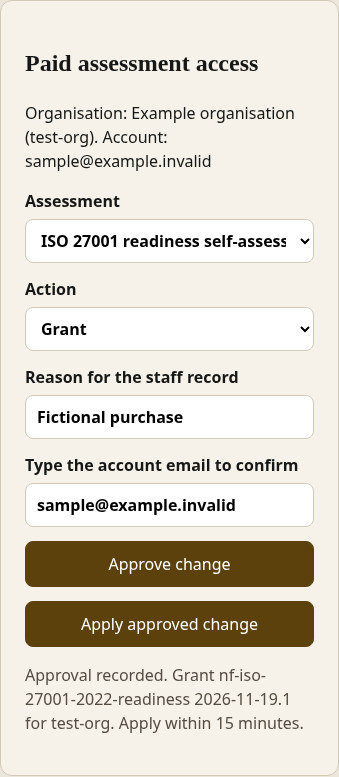 Paid assessment access
Organisation: Example organisation
(test-org). Account:
sample@example.invalid
Assessment
ISO 27001 readiness self-assess
Action
Grant
Reason for the staff record
Fictional purchase
Type the account email to confirm
sample@example.invalid
Approve change
Apply approved change
Approval recorded. Grant nf-iso-
27001-2022-readiness 2026-11-19.1
for test-org. Apply within 15 minutes.